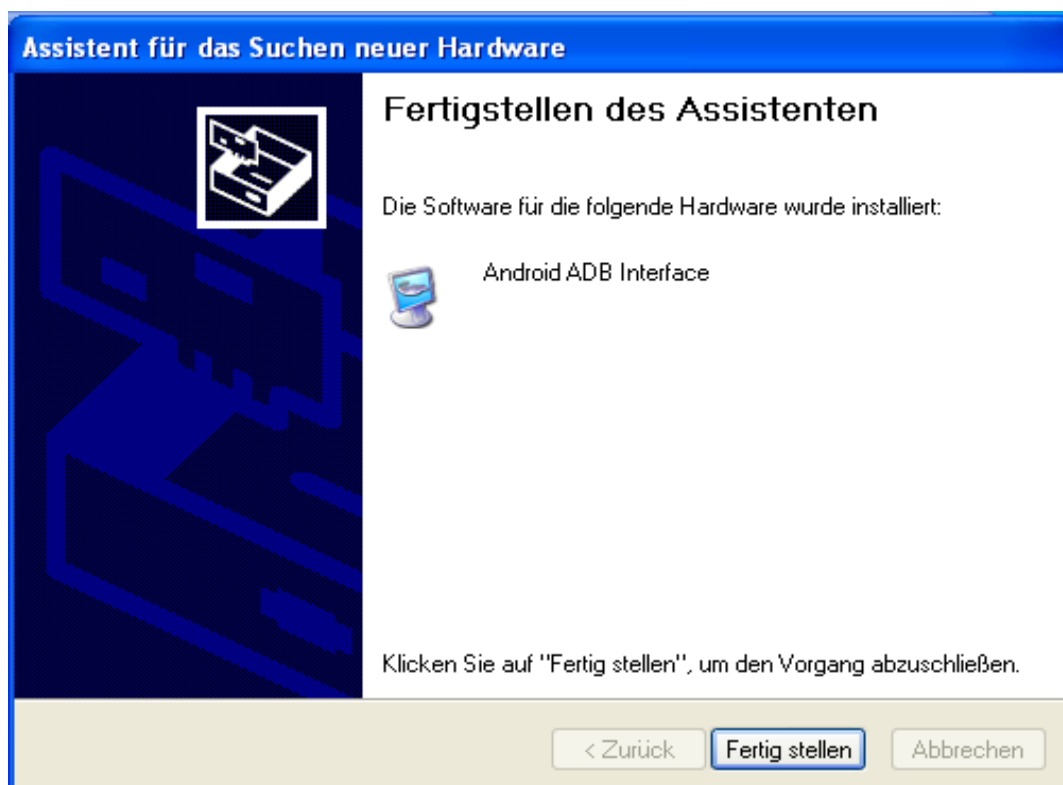 Assistent für das Suchen neuer Hardware
Fertigstellen des Assistenten
Die Software für die folgende Hardware wurde installiert:
Android ADB Interface
Klicken Sie auf "Fertig stellen", um den Vorgang abzuschließen.
< Zurück
Fertig stellen
Abbrechen